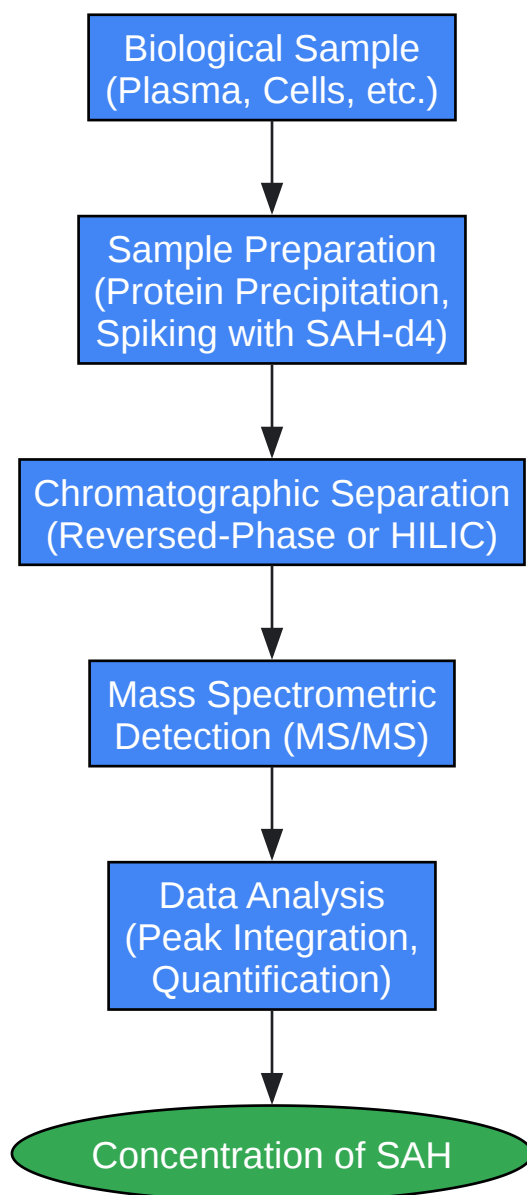 Biological Sample
(Plasma, Cells, etc.)
Sample Preparation
(Protein Precipitation,
Spiking with SAH-d4)
Chromatographic Separation
(Reversed-Phase or HILIC)
Mass Spectrometric
Detection (MS/MS)
Data Analysis
(Peak Integration,
Quantification)
Concentration of SAH